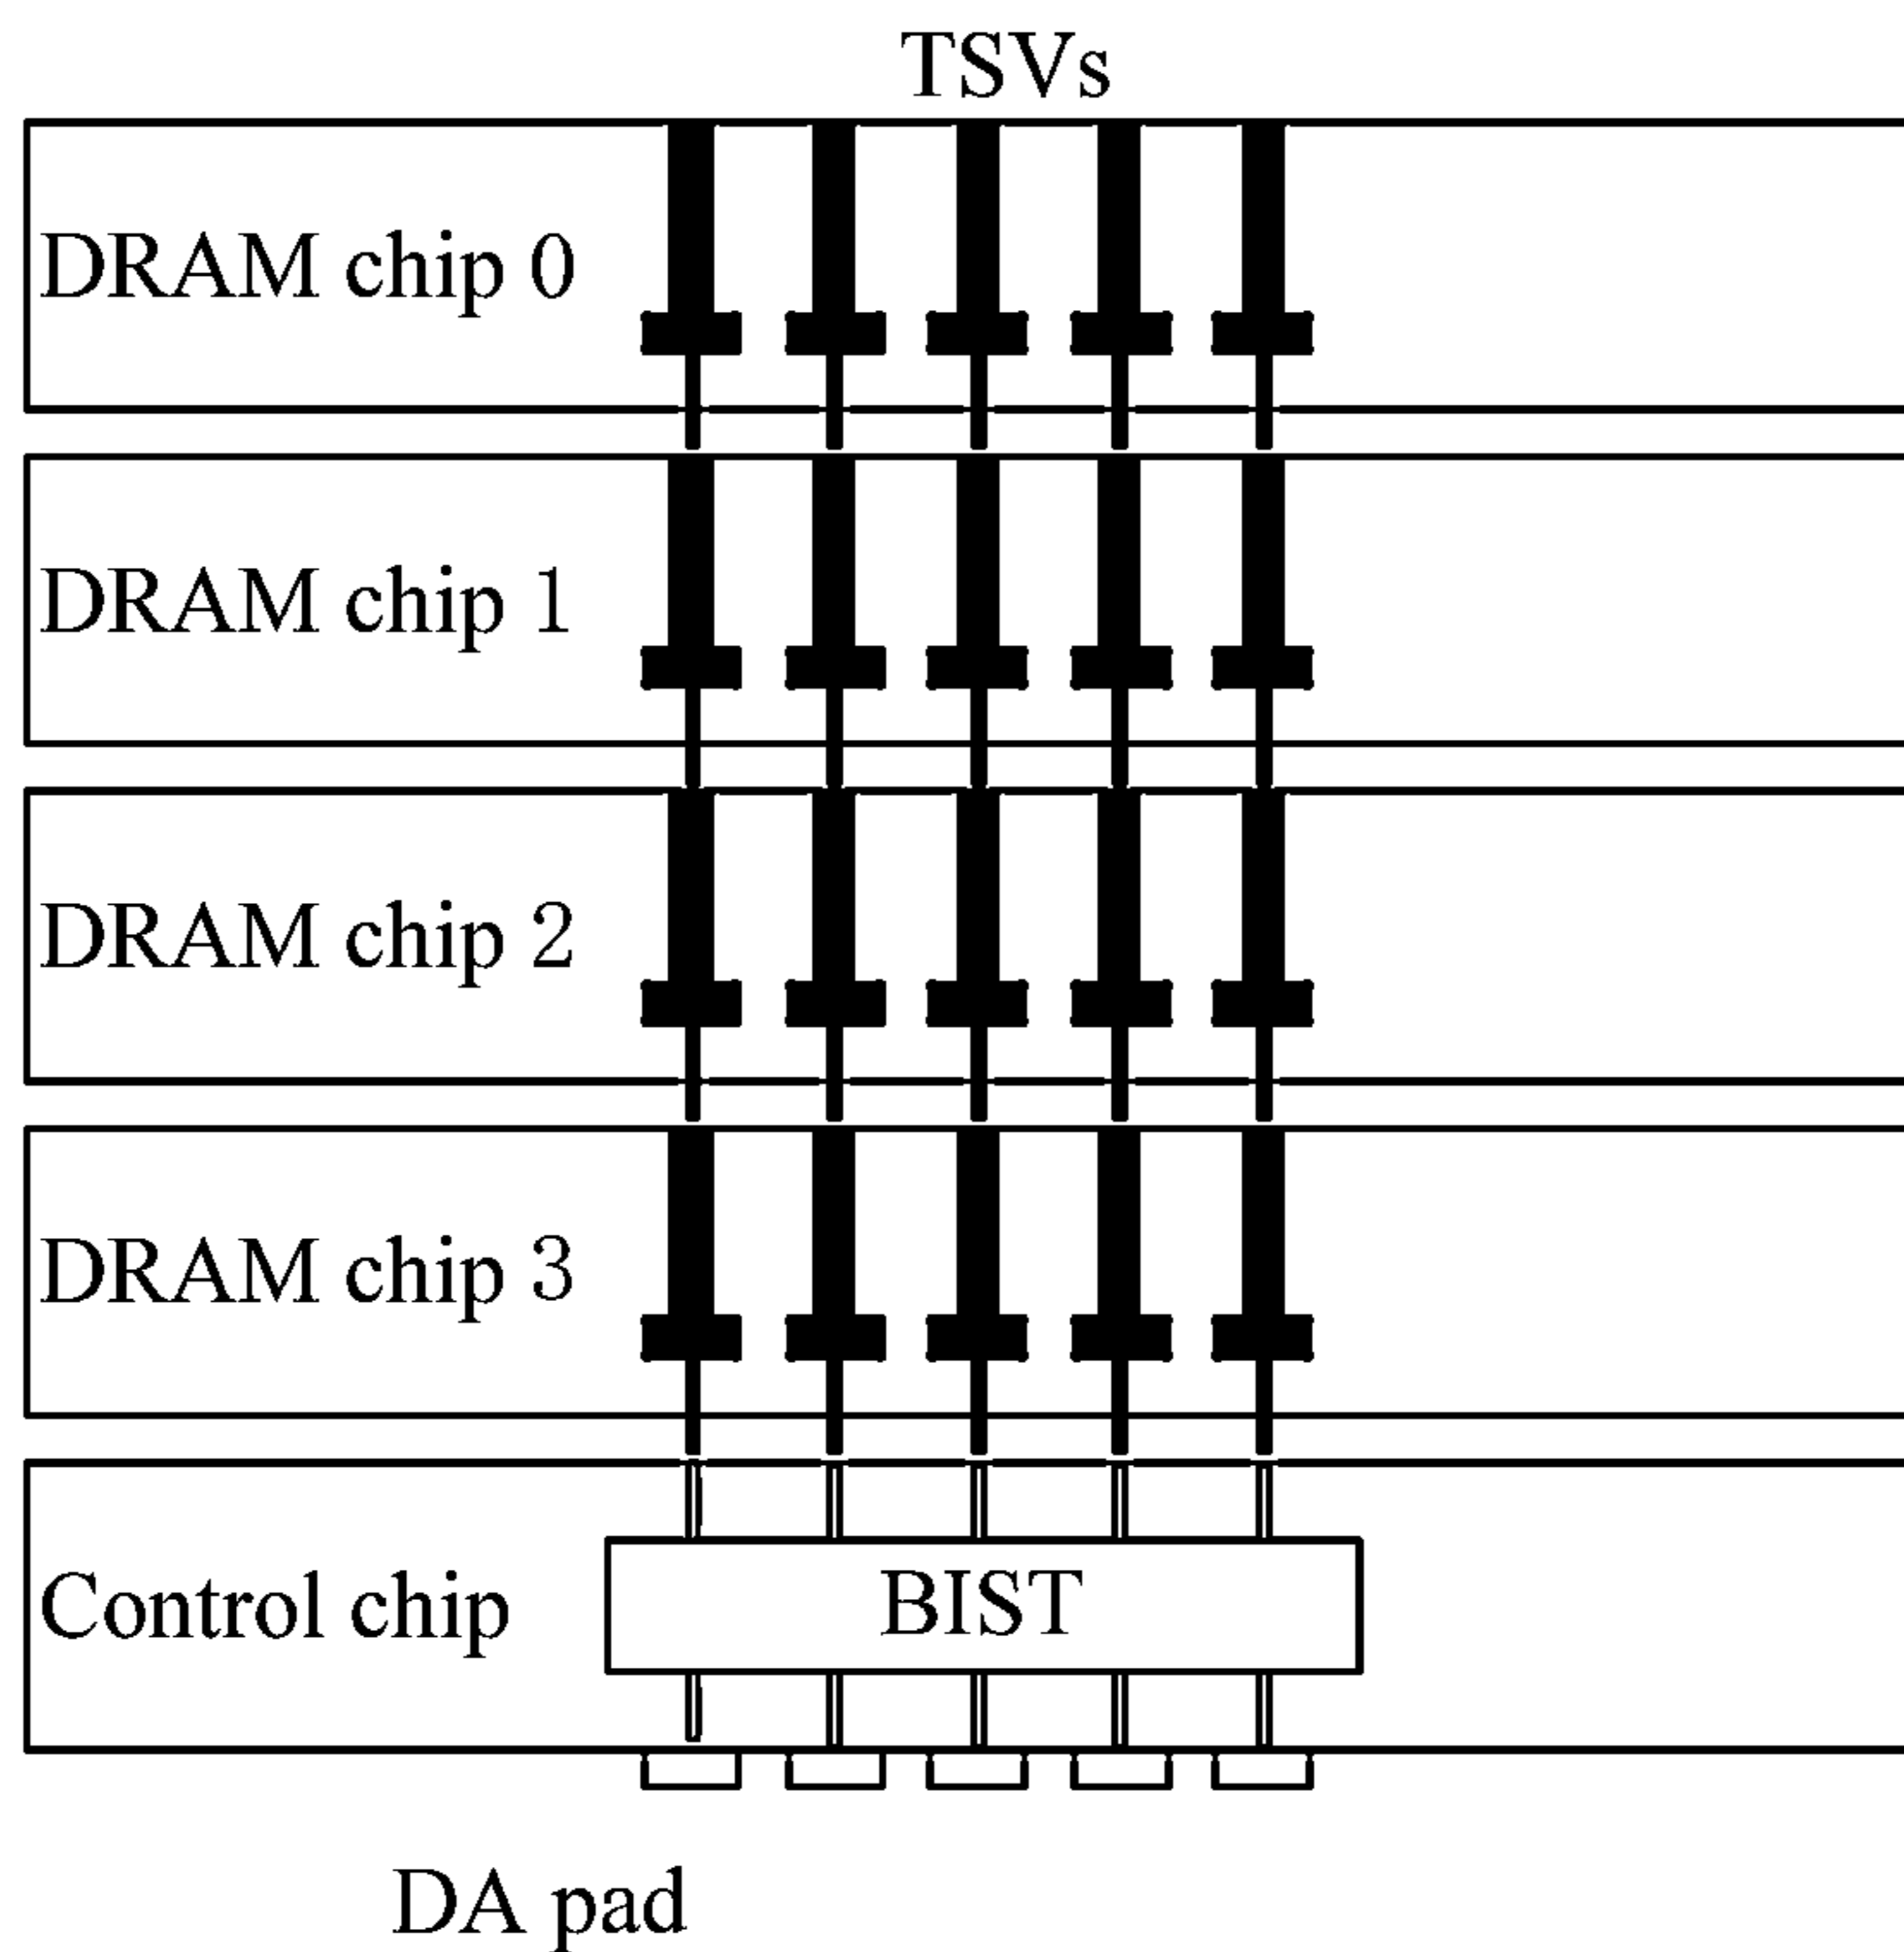 TSVs
DRAM chip 0
DRAM chip 1
DRAM chip 2
DRAM chip 3
Control chip
BIST
DA pad